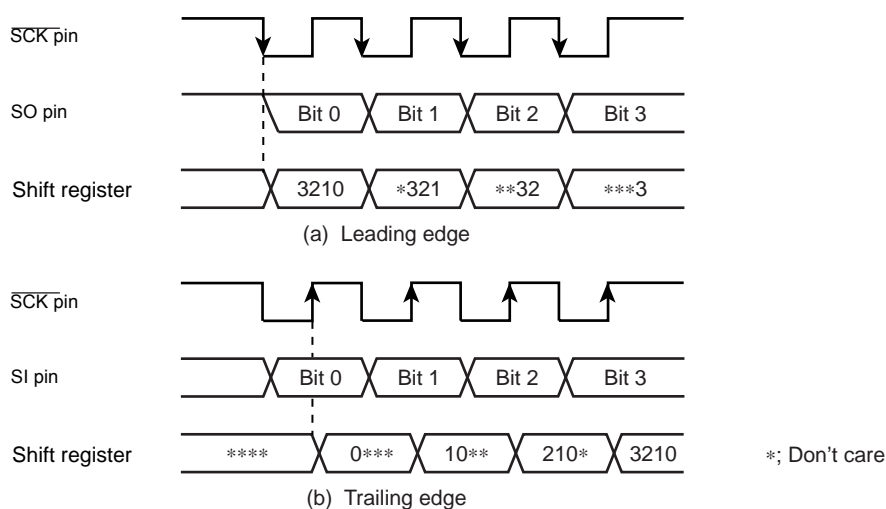 SCK pin
SO pin
Bit 0 Bit 1 Bit 2 Bit 3
Shift register
3210 *321 **32 ***3
(a) Leading edge
SCK pin
SI pin
Bit 0 Bit 1 Bit 2 Bit 3
Shift register
**** 0*** 10** 210* 3210
*; Don't care
(b) Trailing edge